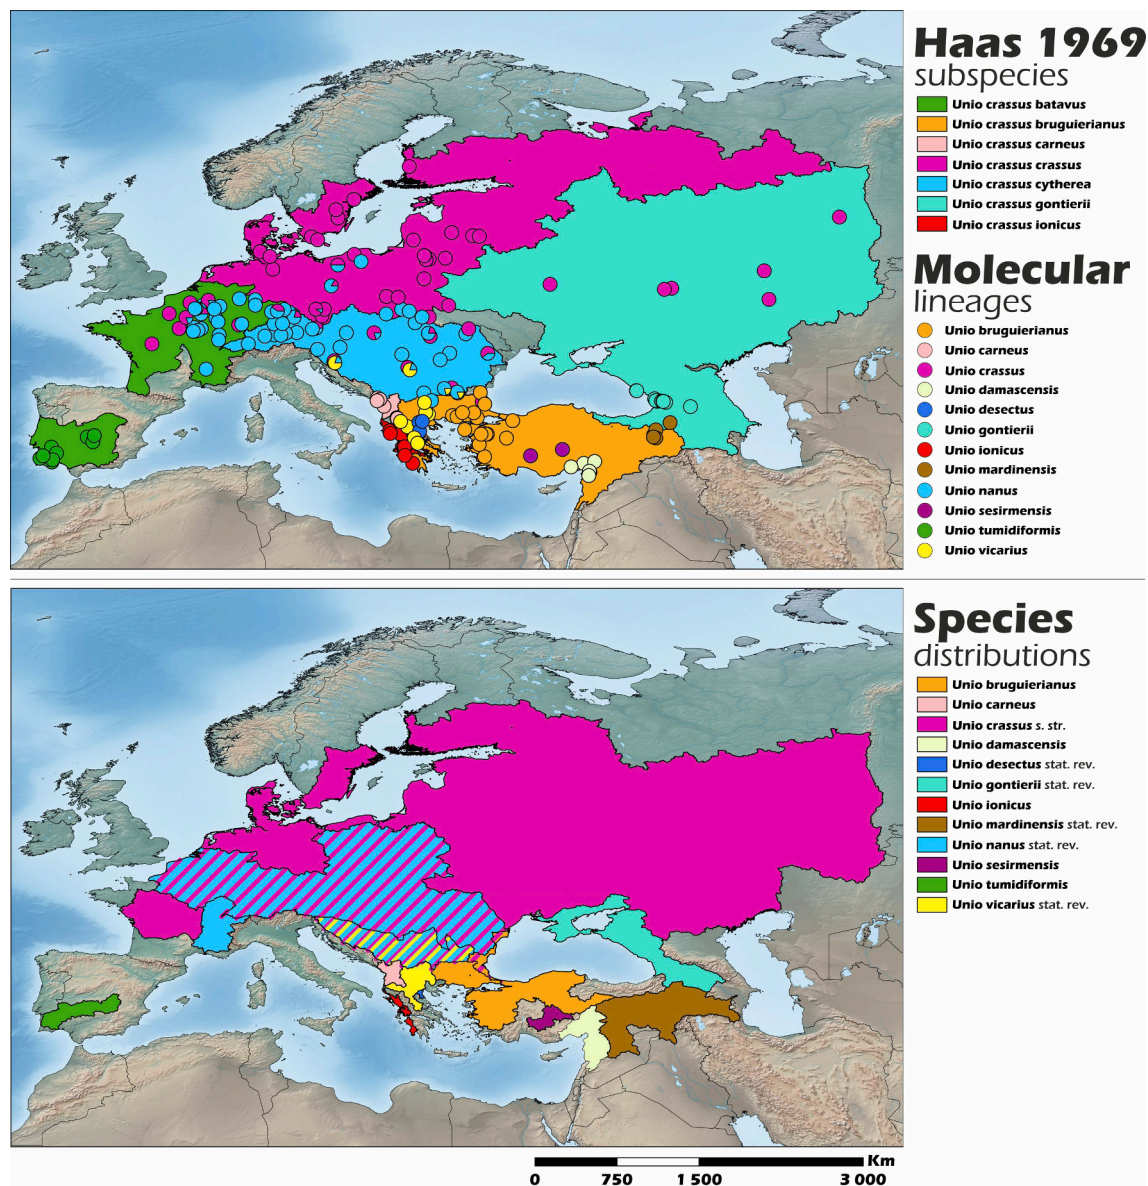 Haas 1969
subspecies
Unio crassus batavus
Unio crassus bruguierianus
Unio crassus carneus
Unio crassus crassus
Unio crassus cytherea
Unio crassus gontierii
Unio crassus ionicus
Molecular
lineages
Unio bruguierianus
Unio carneus
Unio crassus
Unio damascensis
Unio desectus
Unio gontierii
Unio ionicus
Unio mardinensis
Unio nanus
Unio sesirmensis
Unio tumidiformis
Unio vicarius
Species
distributions
Unio bruguierianus
Unio carneus
Unio crassus s. str.
Unio damascensis
Unio desectus stat. rev.
Unio gontierii stat. rev.
Unio ionicus
Unio mardinensis stat. rev.
Unio nanus stat. rev.
Unio sesirmensis
Unio tumidiformis
Unio vicarius stat. rev.
Km
0 750 1 500 3 000